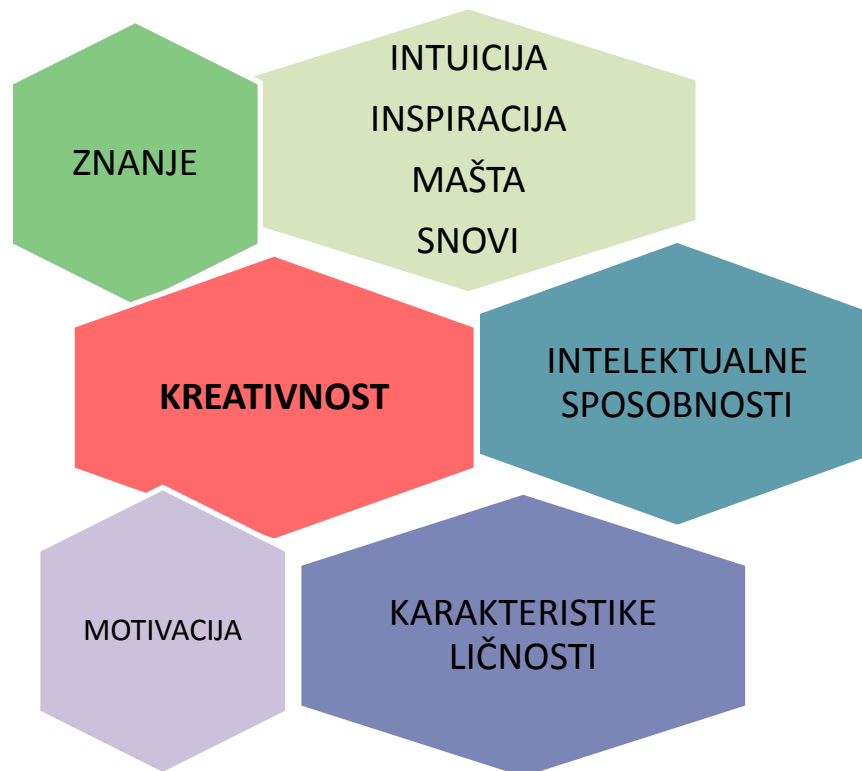 ZNANJE
INTUICIJA
INSPIRACIJA
MAŠTA
SNOVI
KREATIVNOST
INTELEKTUALNE
SPOSOBNOSTI
MOTIVACIJA
KARAKTERISTIKE
LIČNOSTI